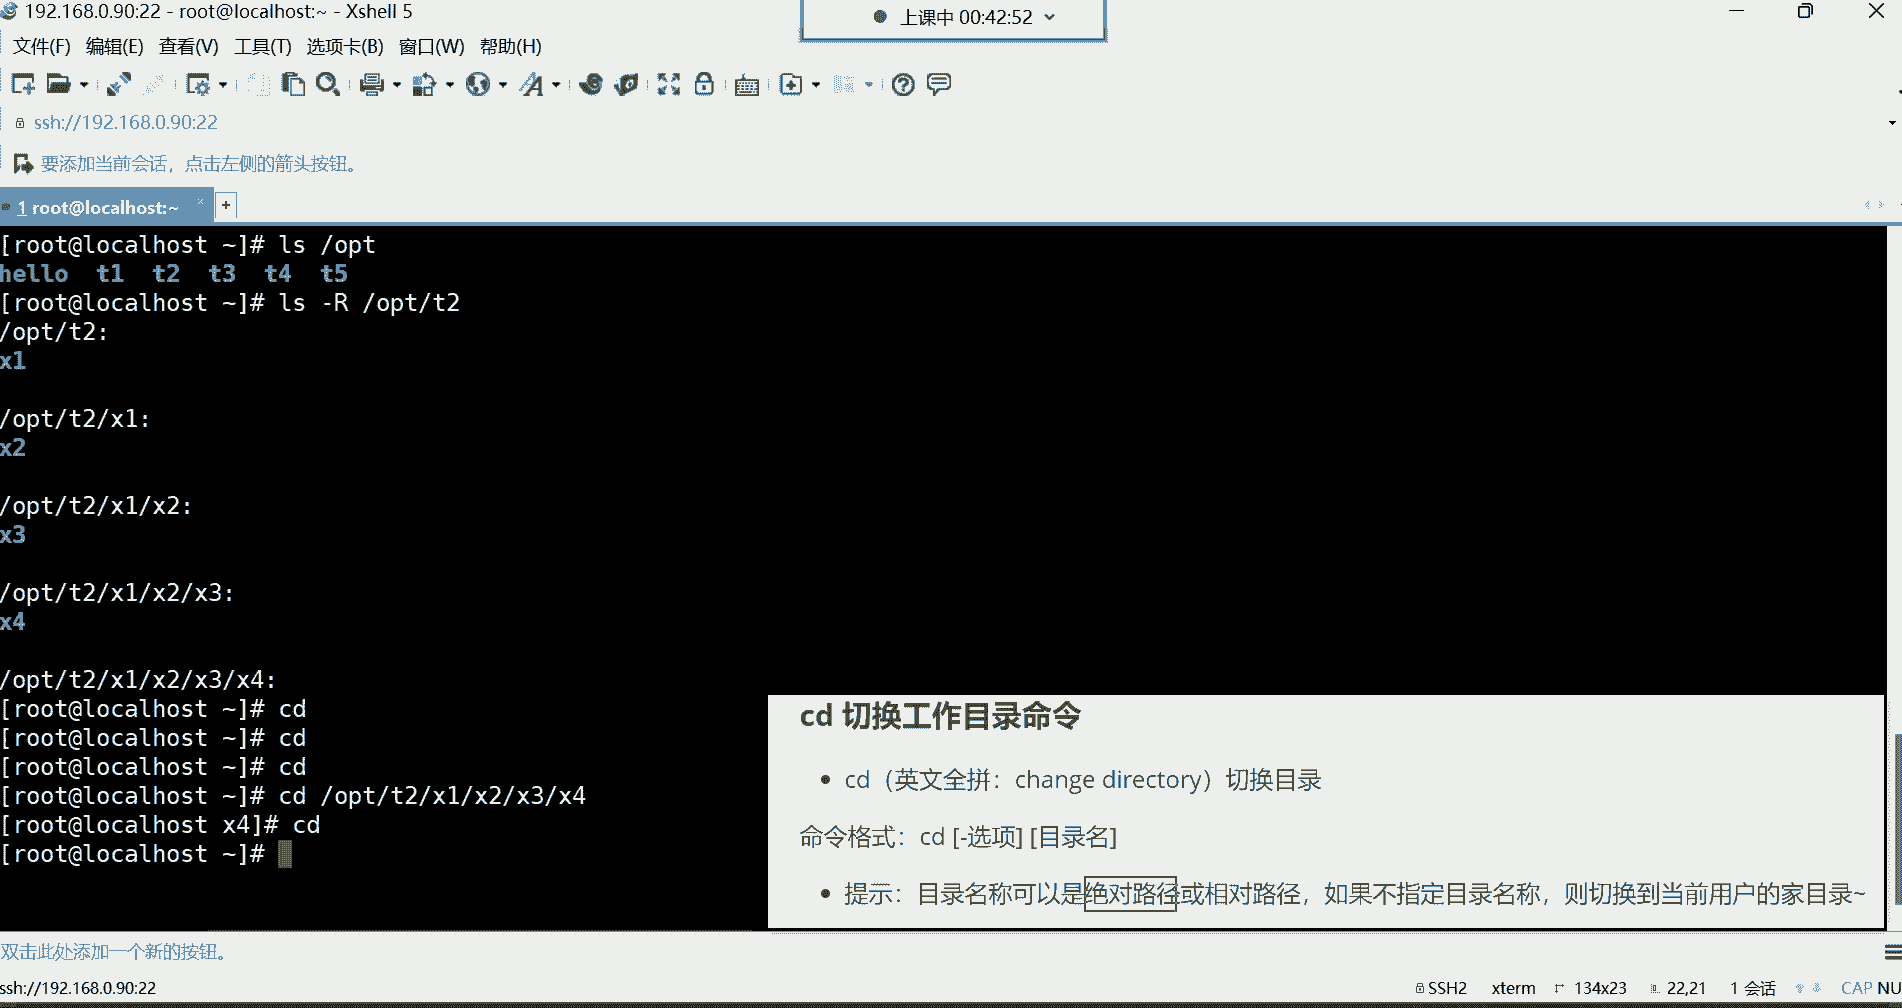 192.168.0.90:22 - root@localhost:~ - Xshell 5
上课中 00:42:52
文件(F) 编辑(E) 查看(V) 工具(T) 选项卡(B) 窗口(W) 帮助(H)
ssh://192.168.0.90:22
要添加当前会话，点击左侧的箭头按钮。
1 root@localhost:~
[root@localhost ~]# ls /opt
hello t1 t2 t3 t4 t5
[root@localhost ~]# ls -R /opt/t2
/opt/t2:
x1
/opt/t2/x1:
x2
/opt/t2/x1/x2:
x3
/opt/t2/x1/x2/x3:
x4
/opt/t2/x1/x2/x3/x4:
[root@localhost ~]# cd
[root@localhost ~]# cd
[root@localhost ~]# cd
[root@localhost ~]# cd /opt/t2/x1/x2/x3/x4
[root@localhost x4]# cd
[root@localhost ~]#
cd 切换工作目录命令
cd（英文全拼：change directory）切换目录
命令格式：cd [-选项] [目录名]
提示：目录名称可以是绝对路径或相对路径，如果不指定目录名称，则切换到当前用户的家目录~
双击此处添加一个新的按钮。
ssh://192.168.0.90:22
SSH2 xterm 134x23 22,21 1 会话 CAP NU